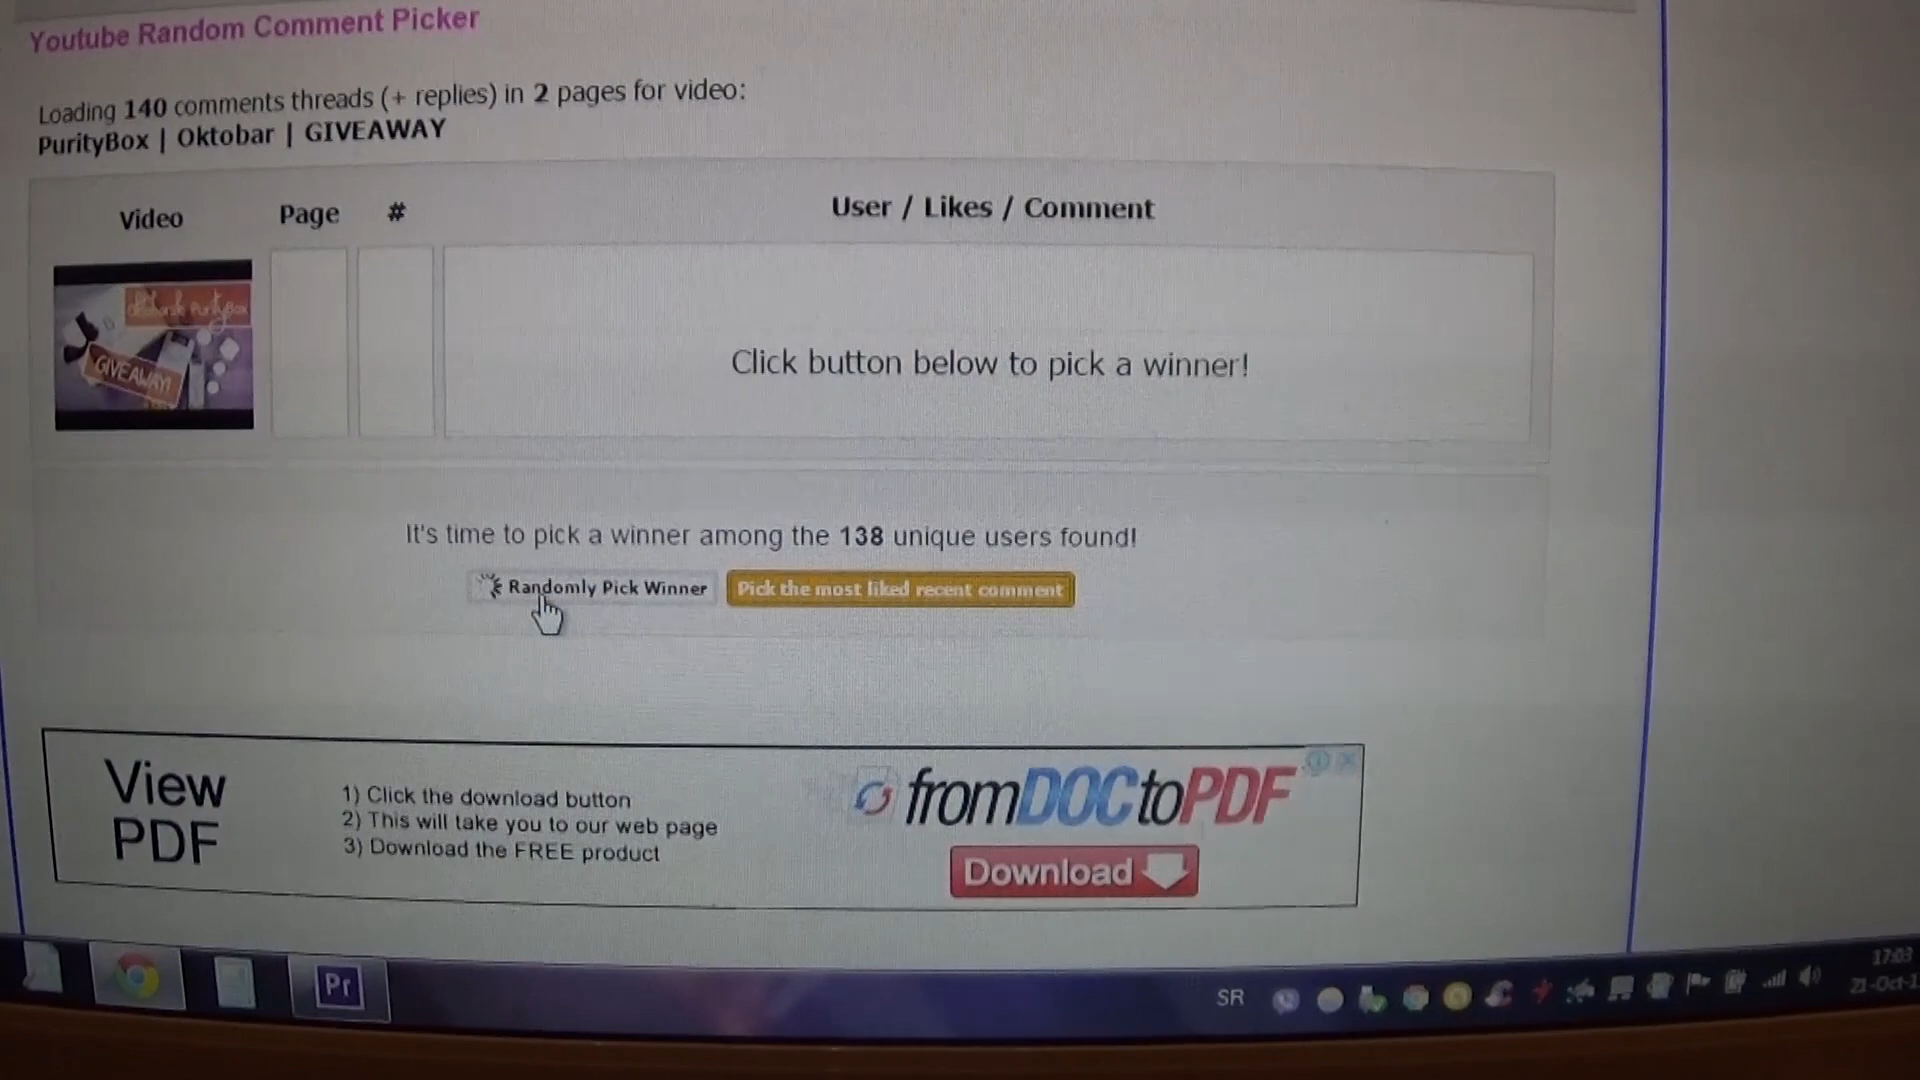 Youtube Random Comment Picker
Loading 140 comments threads (+ replies) in 2 pages for video:
PurityBox | Oktobar | GIVEAWAY
Video Page # User / Likes / Comment
PurityBox
GIVEAWAY!
Click button below to pick a winner!
It's time to pick a winner among the 138 unique users found!
Randomly Pick Winner Pick the most liked recent comment
View
PDF
1) Click the download button
2) This will take you to our web page
3) Download the FREE product
fromDOCtoPDF
Download
Pr
SR
17:03
21-Oct-1